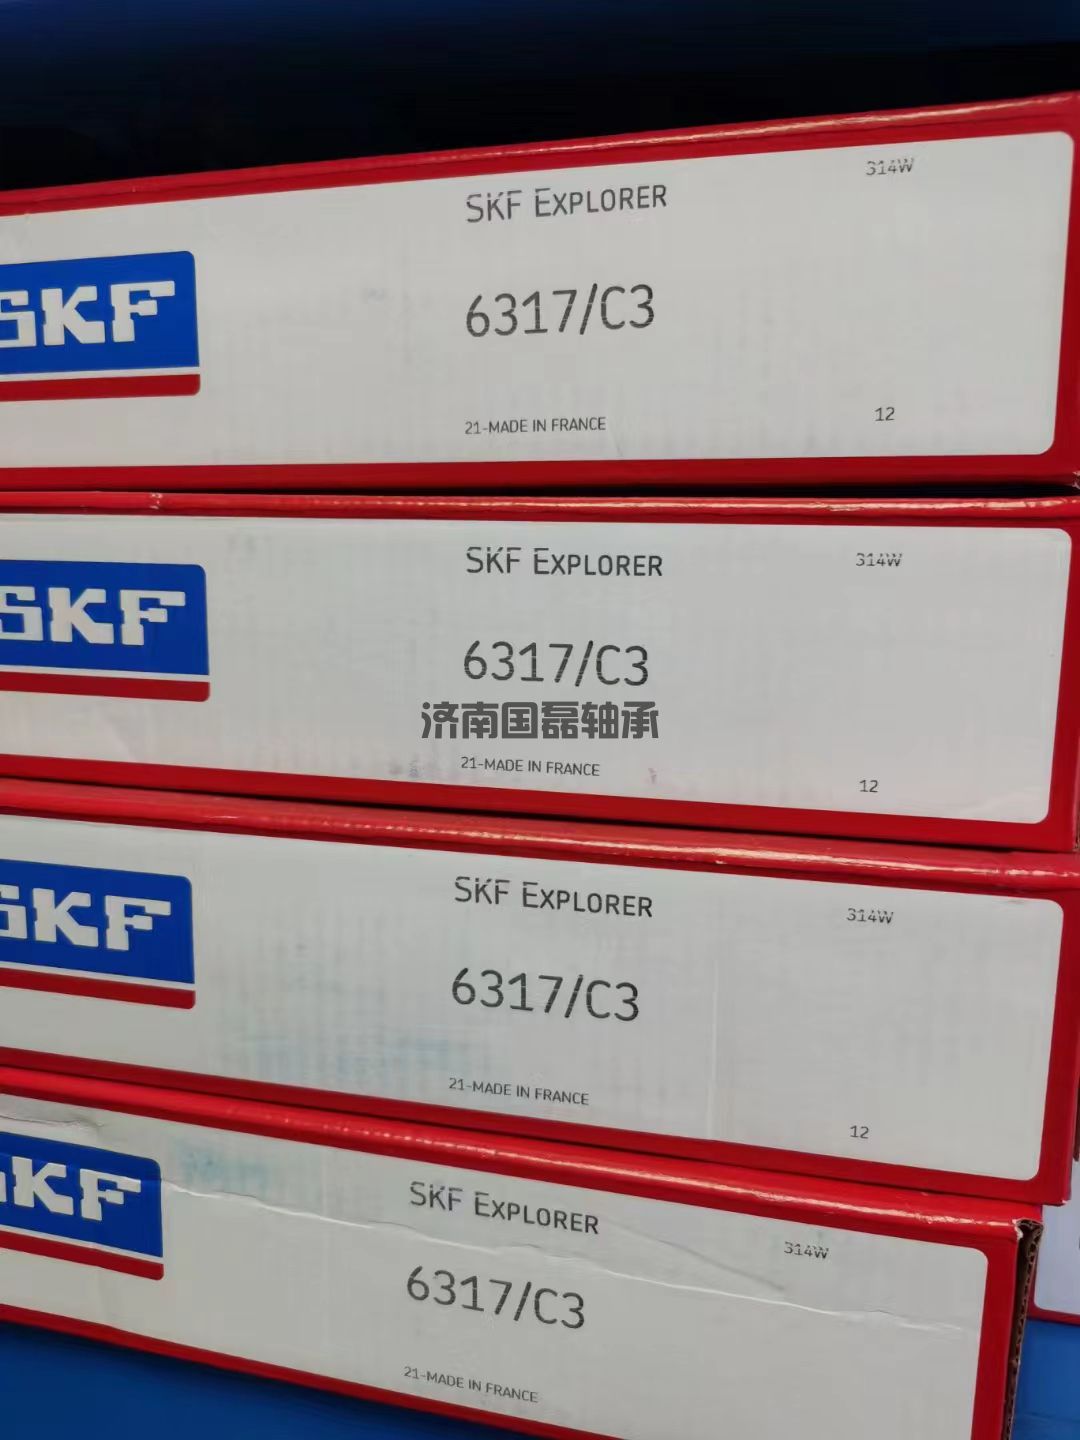 314W
SKF EXPLORER
SKF
6317/C3
12
21-MADE IN FRANCE
SKF EXPLORER
314W
SKF
6317/C3
济南国磊轴承
21-MADE IN FRANCE
12
SKF EXPLORER
314W
SKF
6317/C3
21-MADE IN FRANCE
12
SKF
SKF EXPLORER
314W
6317/C3
21-MADE IN FRANCE